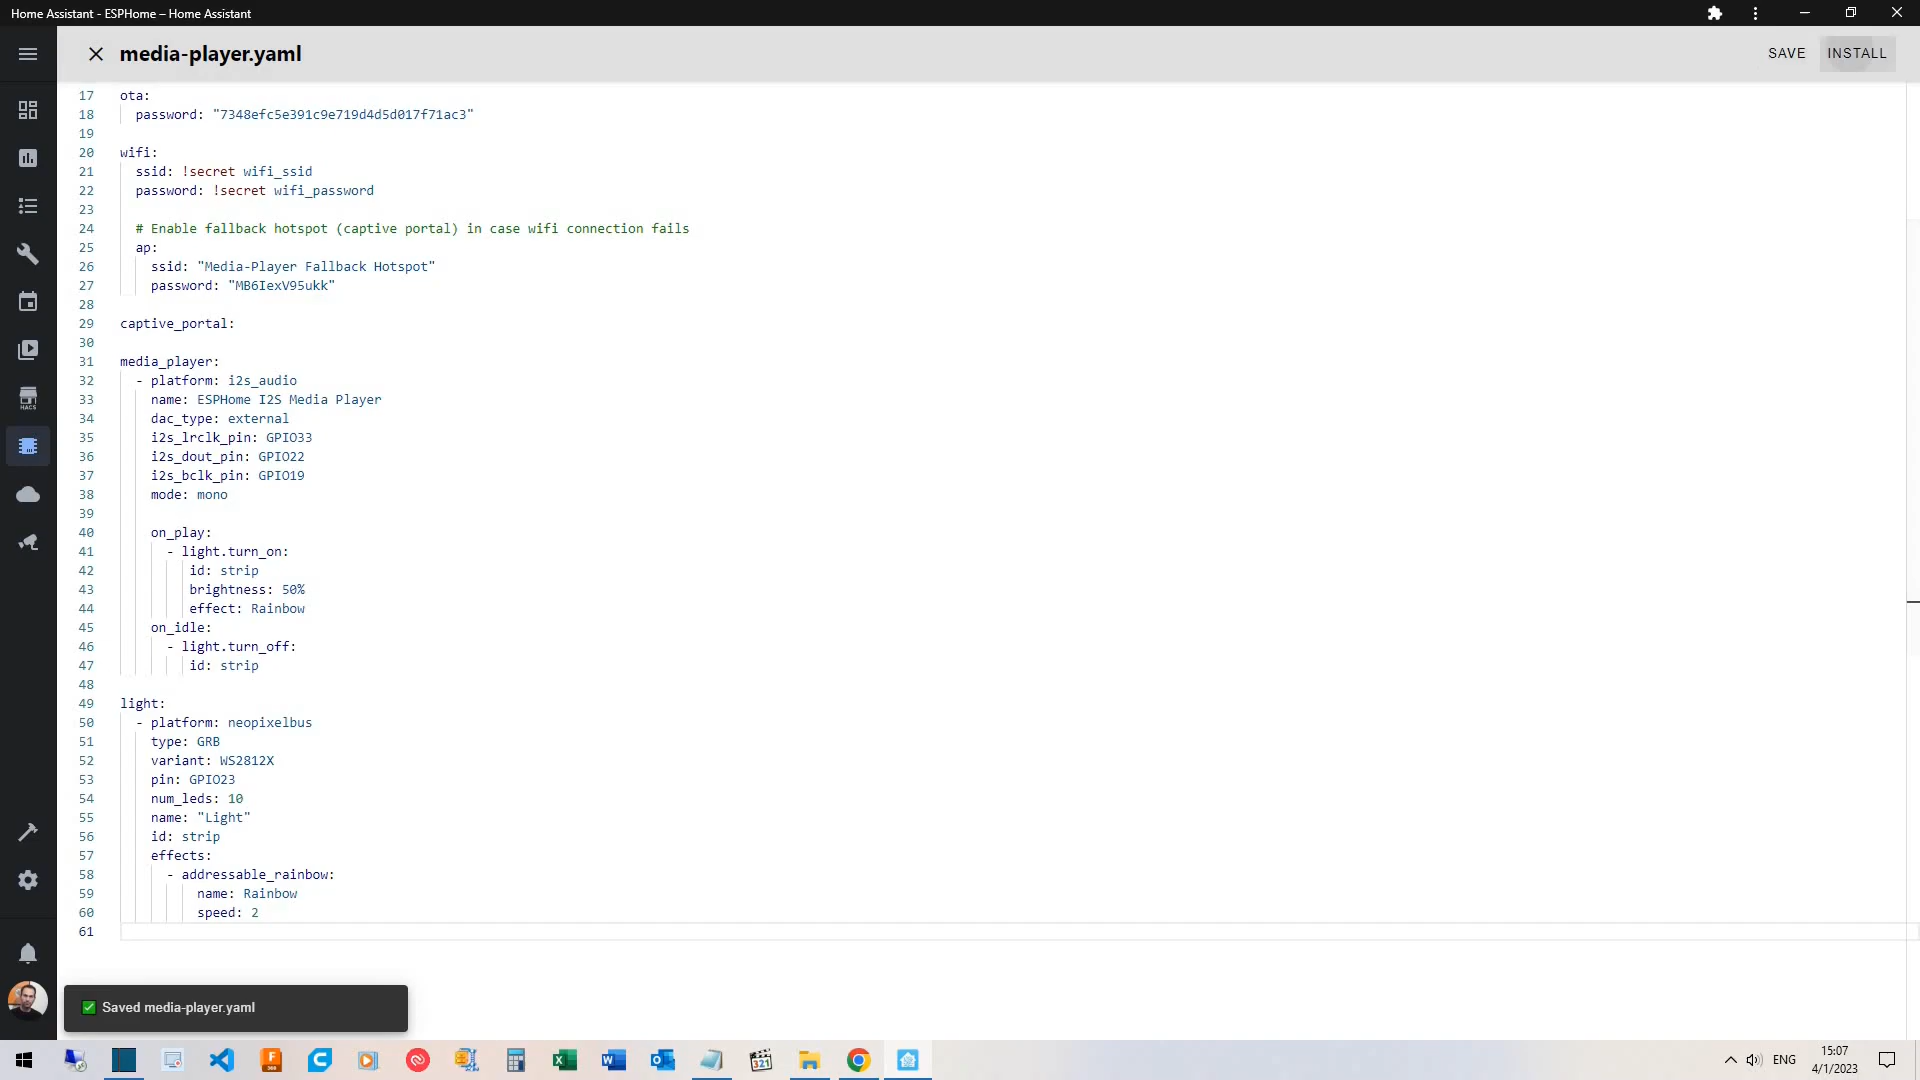 Home Assistant - ESPHome – Home Assistant
media-player.yaml
SAVE
INSTALL
17 ota:
18 password: "7348efc5e391c9e719d4d5d017f71ac3"
19
20 wifi:
21 ssid: !secret wifi_ssid
22 password: !secret wifi_password
23
24 # Enable fallback hotspot (captive portal) in case wifi connection fails
25 ap:
26 ssid: "Media-Player Fallback Hotspot"
27 password: "MB6IexV95ukk"
28
29 captive_portal:
30
31 media_player:
32 - platform: i2s_audio
33 name: ESPHome I2S Media Player
34 dac_type: external
35 i2s_lrclk_pin: GPIO33
36 i2s_dout_pin: GPIO22
37 i2s_bclk_pin: GPIO19
38 mode: mono
39
40 on_play:
41 - light.turn_on:
42 id: strip
43 brightness: 50%
44 effect: Rainbow
45 on_idle:
46 - light.turn_off:
47 id: strip
48
49 light:
50 - platform: neopixelbus
51 type: GRB
52 variant: WS2812X
53 pin: GPIO23
54 num_leds: 10
55 name: "Light"
56 id: strip
57 effects:
58 - addressable_rainbow:
59 name: Rainbow
60 speed: 2
61
HACS
Saved media-player.yaml
321
ENG
15:07
4/1/2023